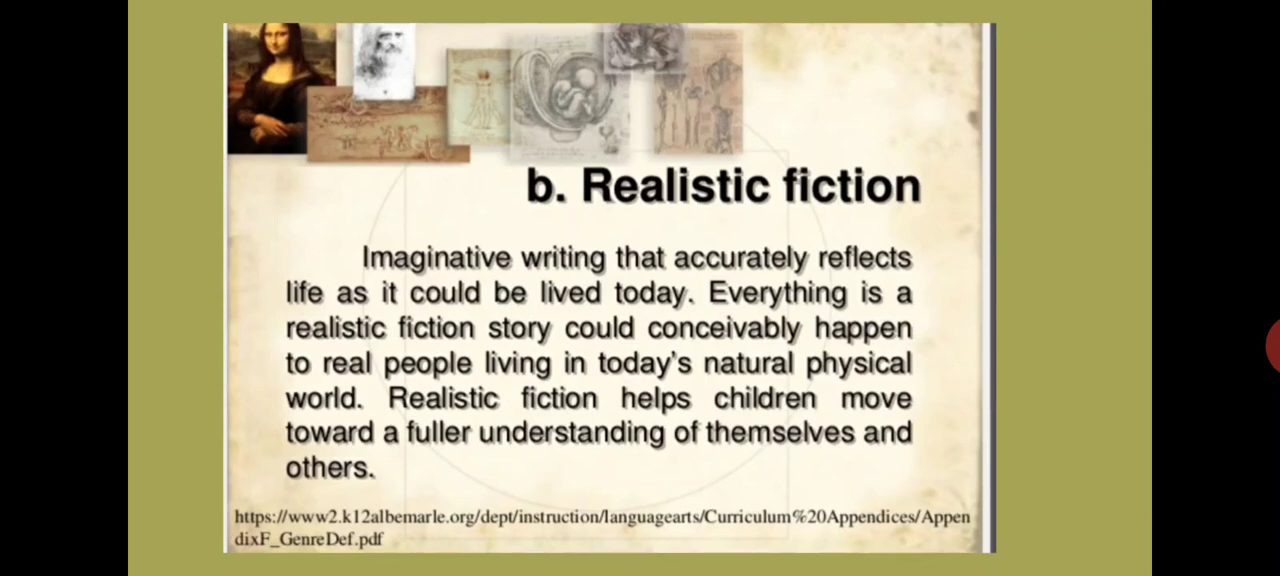 b. Realistic fiction
Imaginative writing that accurately reflects
life as it could be lived today. Everything is a
realistic fiction story could conceivably happen
to real people living in today's natural physical
world. Realistic fiction helps children move
toward a fuller understanding of themselves and
others.
https://www2.k12albemarle.org/dept/instruction/languagearts/Curriculum%20Appendices/Appen
dixF_GenreDef.pdf